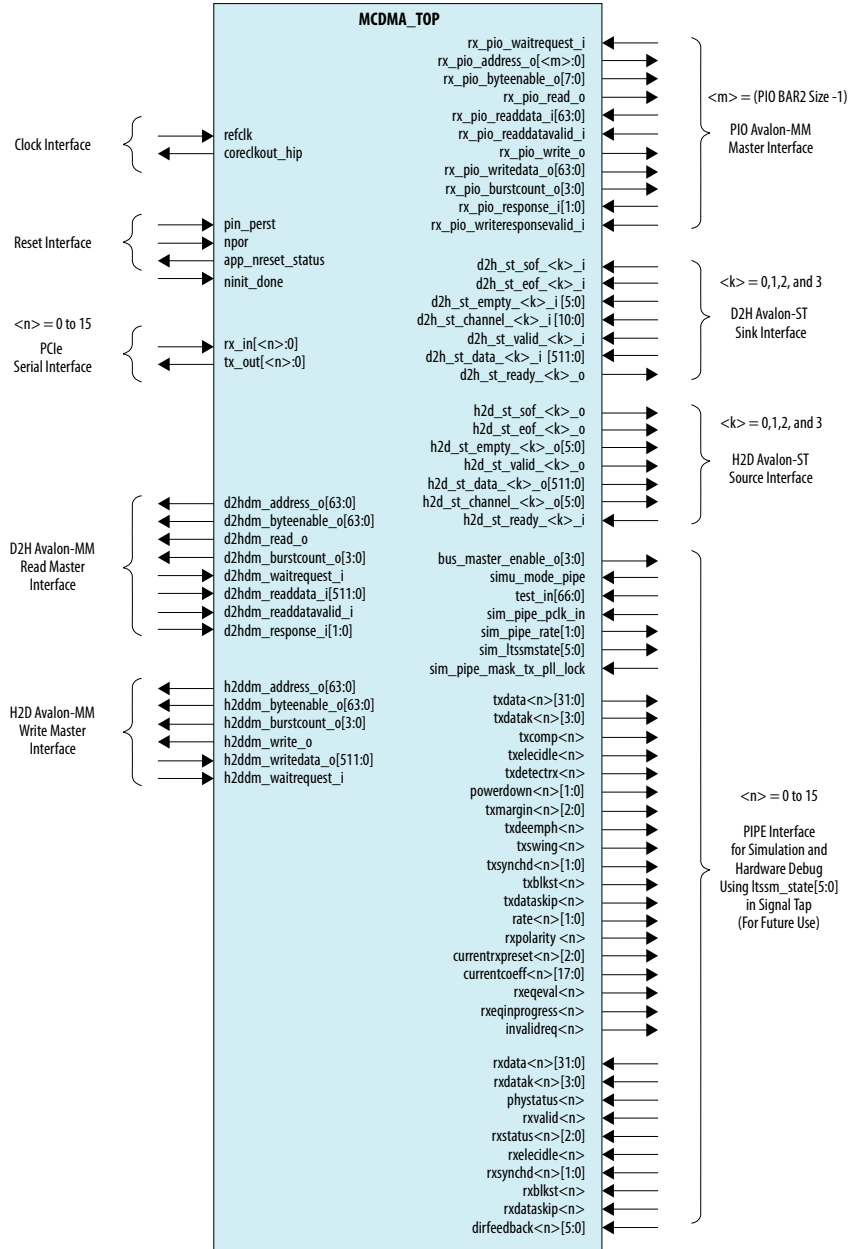 MCDMA_TOP
Clock Interface
refclk
coreclkout_hip
Reset Interface
pin_perst
npor
app_nreset_status
ninit_done
<n> = 0 to 15
PCIe
Serial Interface
rx_in[<n>:0]
tx_out[<n>:0]
D2H Avalon-MM
Read Master
Interface
d2hdm_address_o[63:0]
d2hdm_byteenable_o[63:0]
d2hdm_read_o
d2hdm_burstcount_o[3:0]
d2hdm_waitrequest_i
d2hdm_readdata_i[511:0]
d2hdm_readdatavalid_i
d2hdm_response_i[1:0]
H2D Avalon-MM
Write Master
Interface
h2ddm_address_o[63:0]
h2ddm_byteenable_o[63:0]
h2ddm_burstcount_o[3:0]
h2ddm_write_o
h2ddm_writedata_o[511:0]
h2ddm_waitrequest_i
rx_pio_waitrequest_i
rx_pio_address_o[<m>:0]
rx_pio_byteenable_o[7:0]
rx_pio_read_o
rx_pio_readdata_i[63:0]
rx_pio_readdatavalid_i
rx_pio_write_o
rx_pio_writedata_o[63:0]
rx_pio_burstcount_o[3:0]
rx_pio_response_i[1:0]
rx_pio_writeresponsevalid_i
<m> = (PIO BAR2 Size -1)
PIO Avalon-MM
Master Interface
d2h_st_sof_<k>_i
d2h_st_eof_<k>_i
d2h_st_empty_<k>_i [5:0]
d2h_st_channel_<k>_i [10:0]
d2h_st_valid_<k>_i
d2h_st_data_<k>_i [511:0]
d2h_st_ready_<k>_o
<k> = 0,1,2, and 3
D2H Avalon-ST
Sink Interface
h2d_st_sof_<k>_o
h2d_st_eof_<k>_o
h2d_st_empty_<k>_o[5:0]
h2d_st_valid_<k>_o
h2d_st_data_<k>_o[511:0]
h2d_st_channel_<k>_o[5:0]
h2d_st_ready_<k>_i
<k> = 0,1,2, and 3
H2D Avalon-ST
Source Interface
bus_master_enable_o[3:0]
simu_mode_pipe
test_in[66:0]
sim_pipe_pclk_in
sim_pipe_rate[1:0]
sim_ltssmstate[5:0]
sim_pipe_mask_tx_pll_lock
txdata<n>[31:0]
txdatak<n>[3:0]
txcomp<n>
txelecidle<n>
txdetectrx<n>
powerdown<n>[1:0]
txmargin<n>[2:0]
txdeemph<n>
txswing<n>
txsynchd<n>[1:0]
txblkst<n>
txdataskip<n>
rate<n>[1:0]
rxpolarity <n>
currentrxpreset<n>[2:0]
currentcoeff<n>[17:0]
rxeqeval<n>
rxeqinprogress<n>
invalidreq<n>
rxdata<n>[31:0]
rxdatak<n>[3:0]
phystatus<n>
rxvalid<n>
rxstatus<n>[2:0]
rxelecidle<n>
rxsynchd<n>[1:0]
rxblkst<n>
rxdataskip<n>
dirfeedback<n>[5:0]
<n> = 0 to 15
PIPE Interface
for Simulation and
Hardware Debug
Using ltssm_state[5:0]
in Signal Tap
(For Future Use)